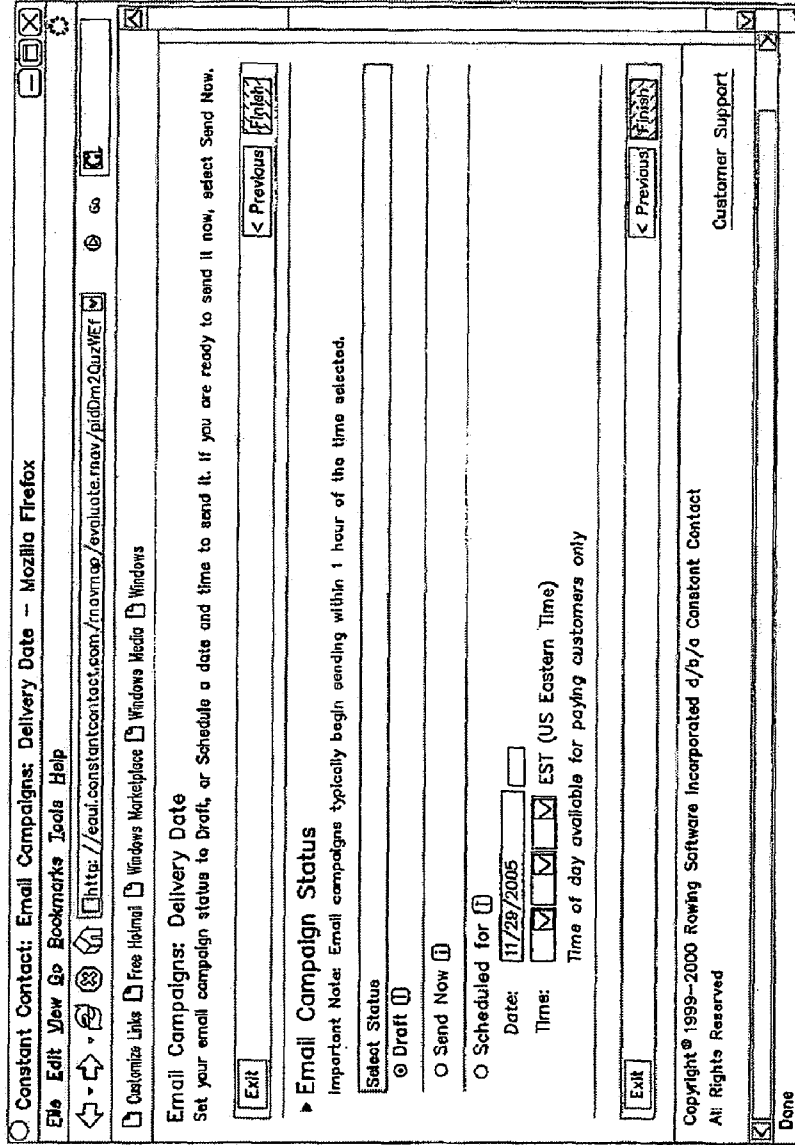 Constant Contact: Email Campaigns: Delivery Date - Mozilla Firefox
File Edit View Go Bookmarks Tools Help
http://eaui.constantcontact.com/rnavmap/evaluate.rnav/pidDm2QuzWEf Go
Customize Links Free Hotmail Windows Marketplace Windows Media Windows
Email Campaigns: Delivery Date
Set your email campaign status to Draft, or Schedule a date and time to send it. If you are ready to send it now, select Send Now.
Exit < Previous Finish
Email Campaign Status
Important Note: Email campaigns typically begin sending within 1 hour of the time selected.
Select Status
Draft
Send Now
Scheduled for
Date: 11/29/2005
Time: EST (US Eastern Time)
Time of day available for paying customers only
Exit < Previous Finish
Copyright ® 1999-2000 Rowing Software Incorporated d/b/a Constant Contact
All Rights Reserved Customer Support
Done